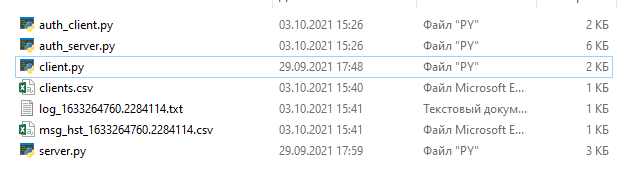 auth_client.py 03.10.2021 15:26 Файл "PY" 2 КБ
auth_server.py 03.10.2021 15:26 Файл "PY" 6 КБ
client.py 29.09.2021 17:48 Файл "PY" 2 КБ
clients.csv 03.10.2021 15:40 Файл Microsoft E... 1 КБ
log_1633264760.2284114.txt 03.10.2021 15:41 Текстовый докум... 1 КБ
msg_hst_1633264760.2284114.csv 03.10.2021 15:41 Файл Microsoft E... 1 КБ
server.py 29.09.2021 17:59 Файл "PY" 3 КБ